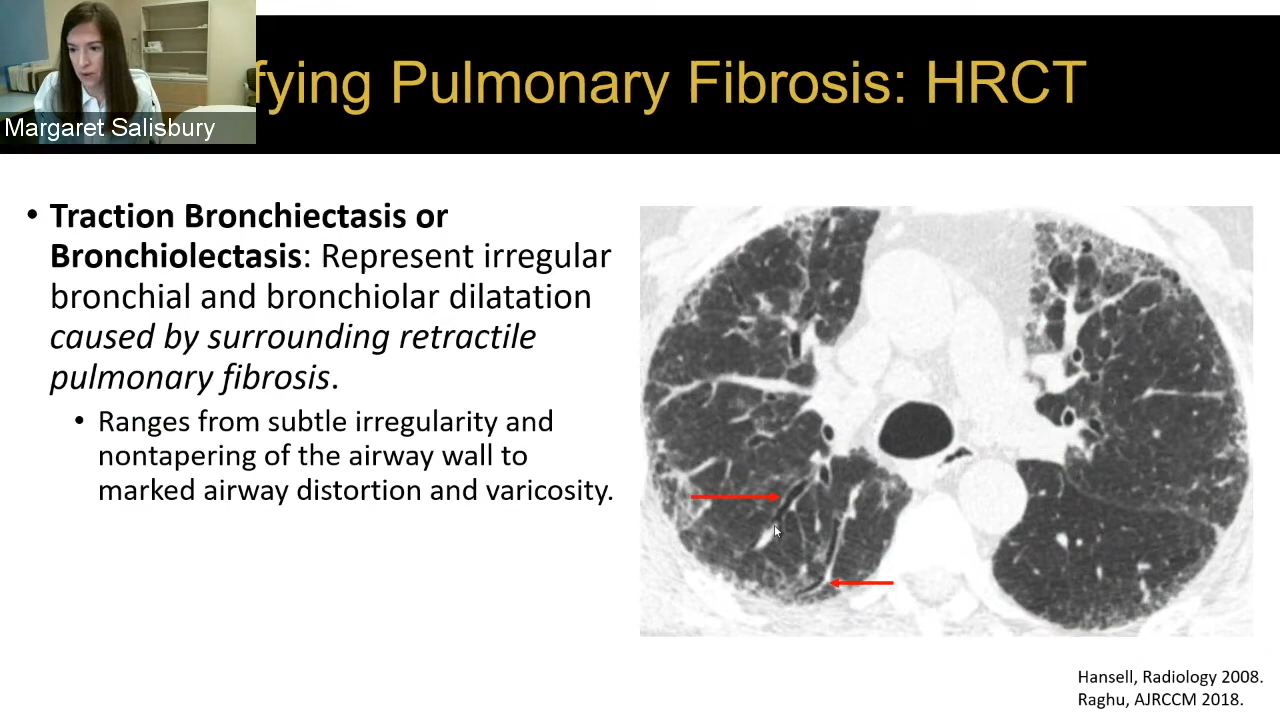 fying Pulmonary Fibrosis: HRCT
Margaret Salisbury
• Traction Bronchiectasis or
Bronchiolectasis: Represent irregular
bronchial and bronchiolar dilatation
caused by surrounding retractile
pulmonary fibrosis.
• Ranges from subtle irregularity and
nontapering of the airway wall to
marked airway distortion and varicosity.
Hansell, Radiology 2008.
Raghu, AJRCCM 2018.